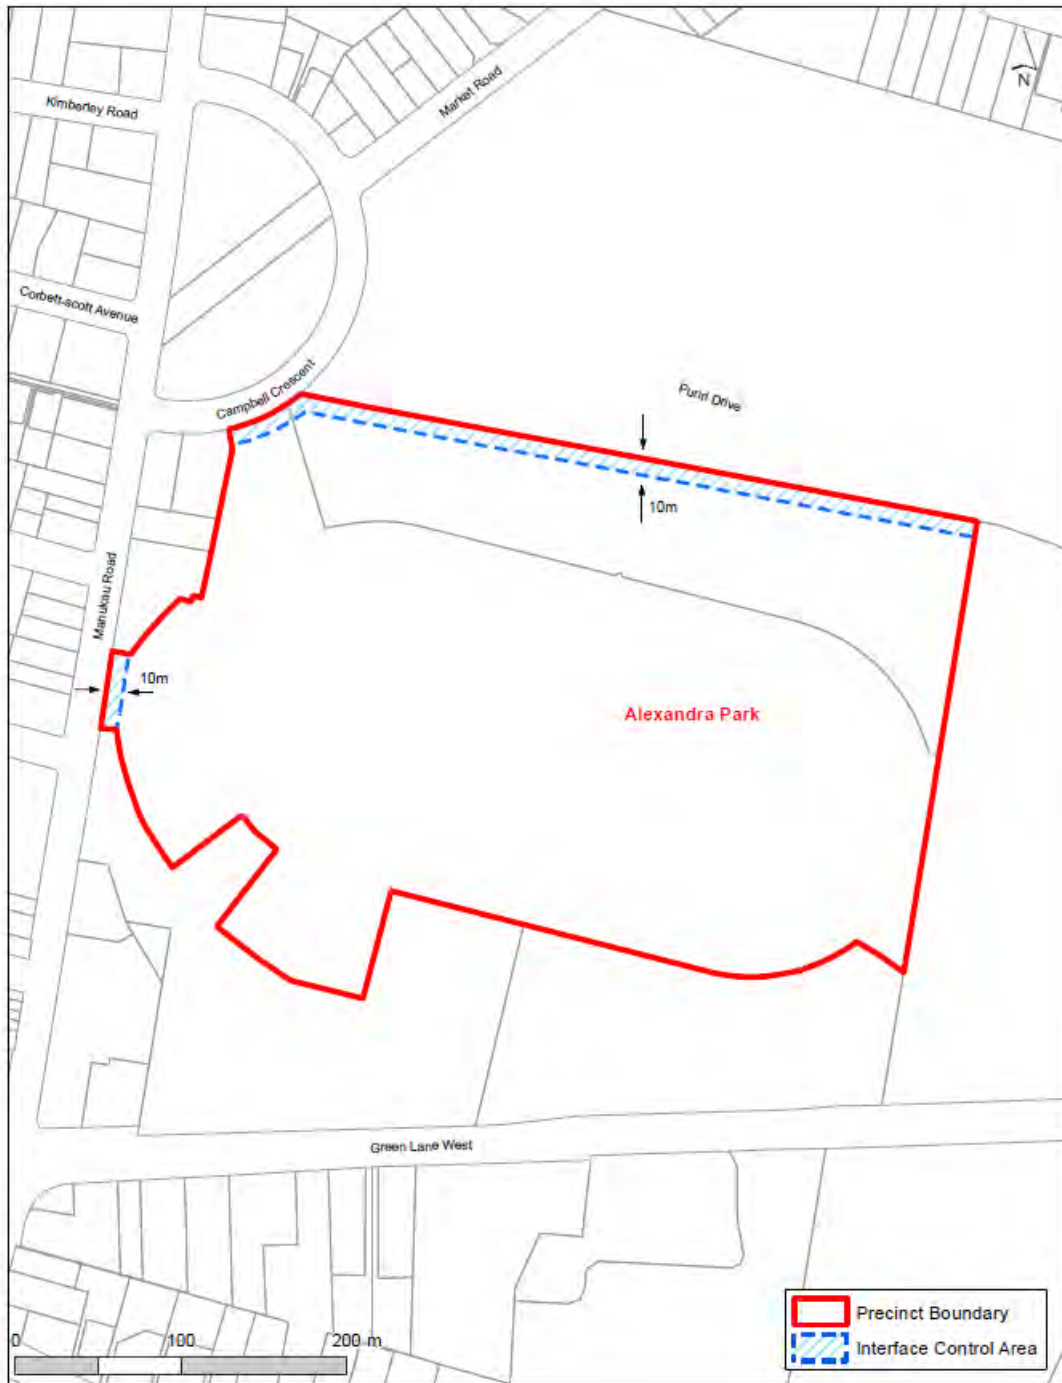 Kimberley Road
Market Road
N
Corbett-scott Avenue
Campbell Crescent
Puriri Drive
10m
Manukau Road
10m
Alexandra Park
Green Lane West
0 100 200 m
Precinct Boundary
Interface Control Area